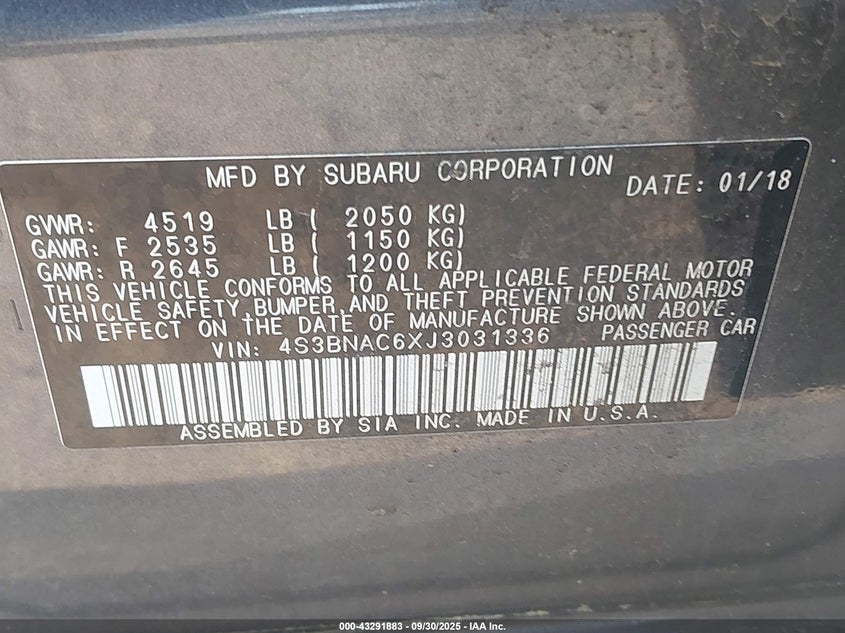 MFD BY SUBARU CORPORATION
DATE: 01/18
GVWR: 4519 LB ( 2050 KG)
GAWR: F 2535 LB ( 1150 KG)
GAWR: R 2645 LB ( 1200 KG)
THIS VEHICLE CONFORMS TO ALL APPLICABLE FEDERAL MOTOR
VEHICLE SAFETY,BUMPER,AND THEFT PREVENTION STANDARDS
IN EFFECT ON THE DATE OF MANUFACTURE SHOWN ABOVE.
VIN: 4S3BNAC6XJ3031336 PASSENGER CAR
ASSEMBLED BY SIA INC. MADE IN U.S.A.
000-43291883 - 09/30/2025 - IAA Inc.